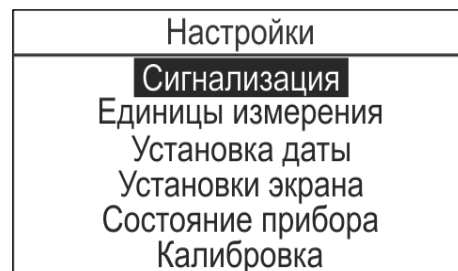 Настройки
Сигнализация
Единицы измерения
Установка даты
Установки экрана
Состояние прибора
Калибровка